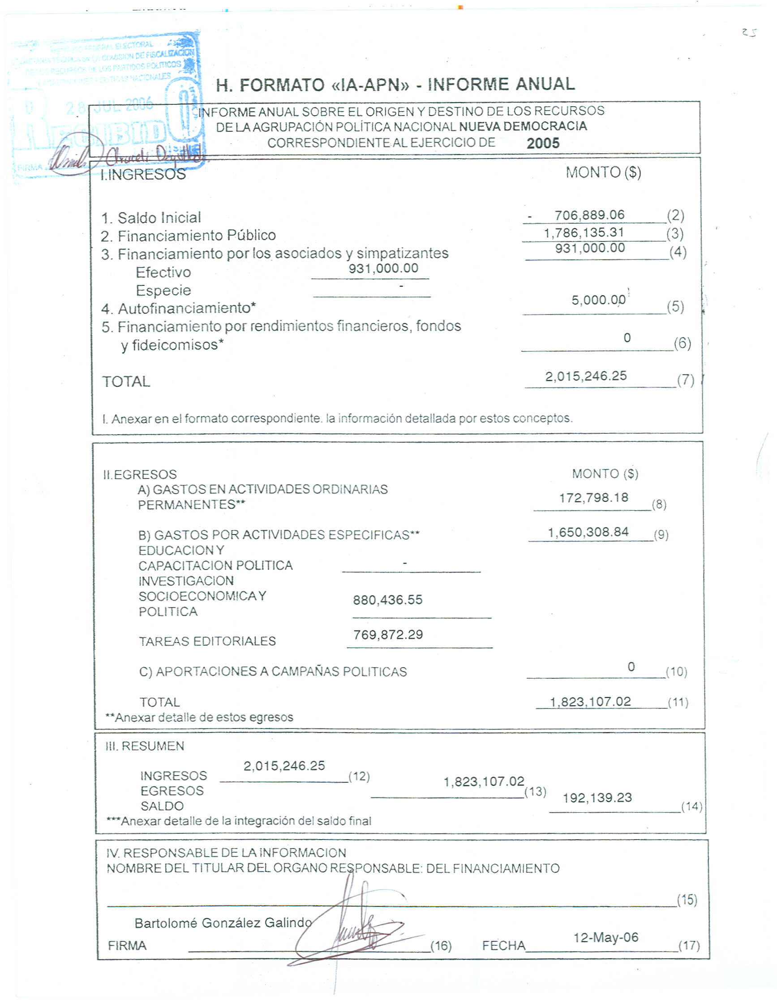 25
INSTITUTO FEDERAL ELECTORAL
SECRETARIA TECNICA DE LA COMISION DE FISCALIZACION
DE LOS RECURSOS DE LOS PARTIDOS POLITICOS
Y AGRUPACIONES POLITICAS NACIONALES
28 JUL 2006
RECIBIDO
FIRMA Araceli
H. FORMATO «IA-APN» - INFORME ANUAL
INFORME ANUAL SOBRE EL ORIGEN Y DESTINO DE LOS RECURSOS
DE LA AGRUPACIÓN POLÍTICA NACIONAL NUEVA DEMOCRACIA
CORRESPONDIENTE AL EJERCICIO DE 2005
I.INGRESOS MONTO ($)
1. Saldo Inicial - 706,889.06 (2)
2. Financiamiento Público 1,786,135.31 (3)
3. Financiamiento por los asociados y simpatizantes 931,000.00 (4)
Efectivo 931,000.00
Especie -
4. Autofinanciamiento* 5,000.00 (5)
5. Financiamiento por rendimientos financieros, fondos
y fideicomisos* 0 (6)
TOTAL 2,015,246.25 (7)
I. Anexar en el formato correspondiente. la información detallada por estos conceptos.
II.EGRESOS MONTO ($)
A) GASTOS EN ACTIVIDADES ORDINARIAS
PERMANENTES** 172,798.18 (8)
B) GASTOS POR ACTIVIDADES ESPECIFICAS** 1,650,308.84 (9)
EDUCACION Y
CAPACITACION POLITICA -
INVESTIGACION
SOCIOECONOMICA Y 880,436.55
POLITICA
TAREAS EDITORIALES 769,872.29
C) APORTACIONES A CAMPAÑAS POLITICAS 0 (10)
TOTAL 1,823,107.02 (11)
**Anexar detalle de estos egresos
III. RESUMEN
INGRESOS 2,015,246.25 (12)
EGRESOS 1,823,107.02 (13)
SALDO 192,139.23 (14)
***Anexar detalle de la integración del saldo final
IV. RESPONSABLE DE LA INFORMACION
NOMBRE DEL TITULAR DEL ORGANO RESPONSABLE: DEL FINANCIAMIENTO
(15)
Bartolomé González Galindo
FIRMA (16) FECHA 12-May-06 (17)